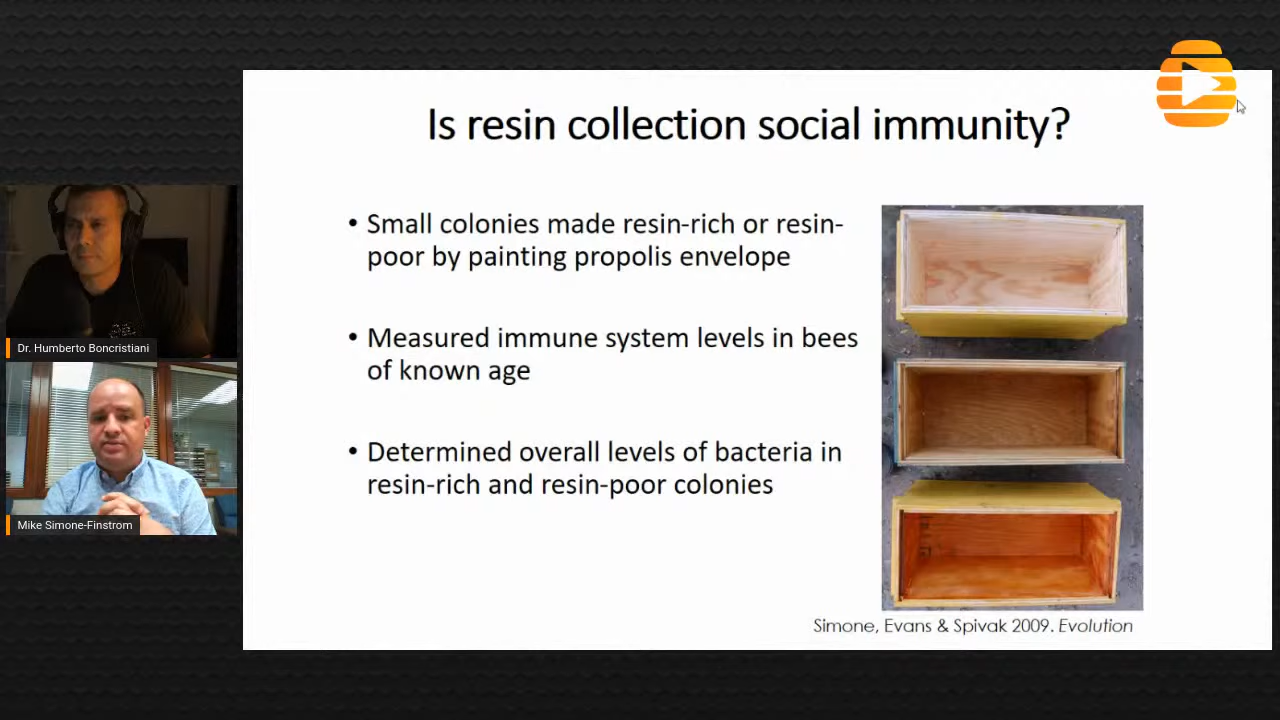 Is resin collection social immunity?
• Small colonies made resin-rich or resin-
poor by painting propolis envelope
• Measured immune system levels in bees
of known age
• Determined overall levels of bacteria in
resin-rich and resin-poor colonies
Simone, Evans & Spivak 2009. Evolution
Dr. Humberto Boncristiani
Mike Simone-Finstrom